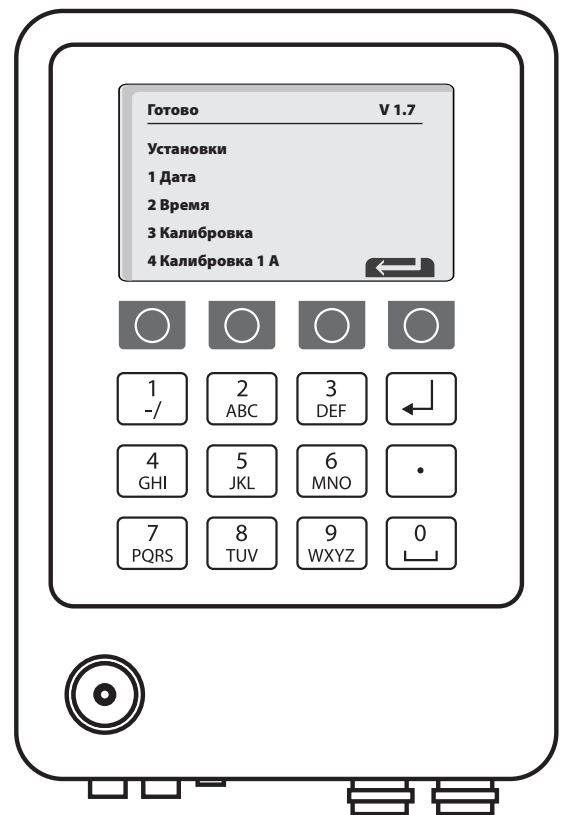 Готово V 1.7
Установки
1 Дата
2 Время
3 Калибровка
4 Калибровка 1 А
1 2 3
-/ ABC DEF
4 5 6 .
GHI JKL MNO
7 8 9 0
PQRS TUV WXYZ